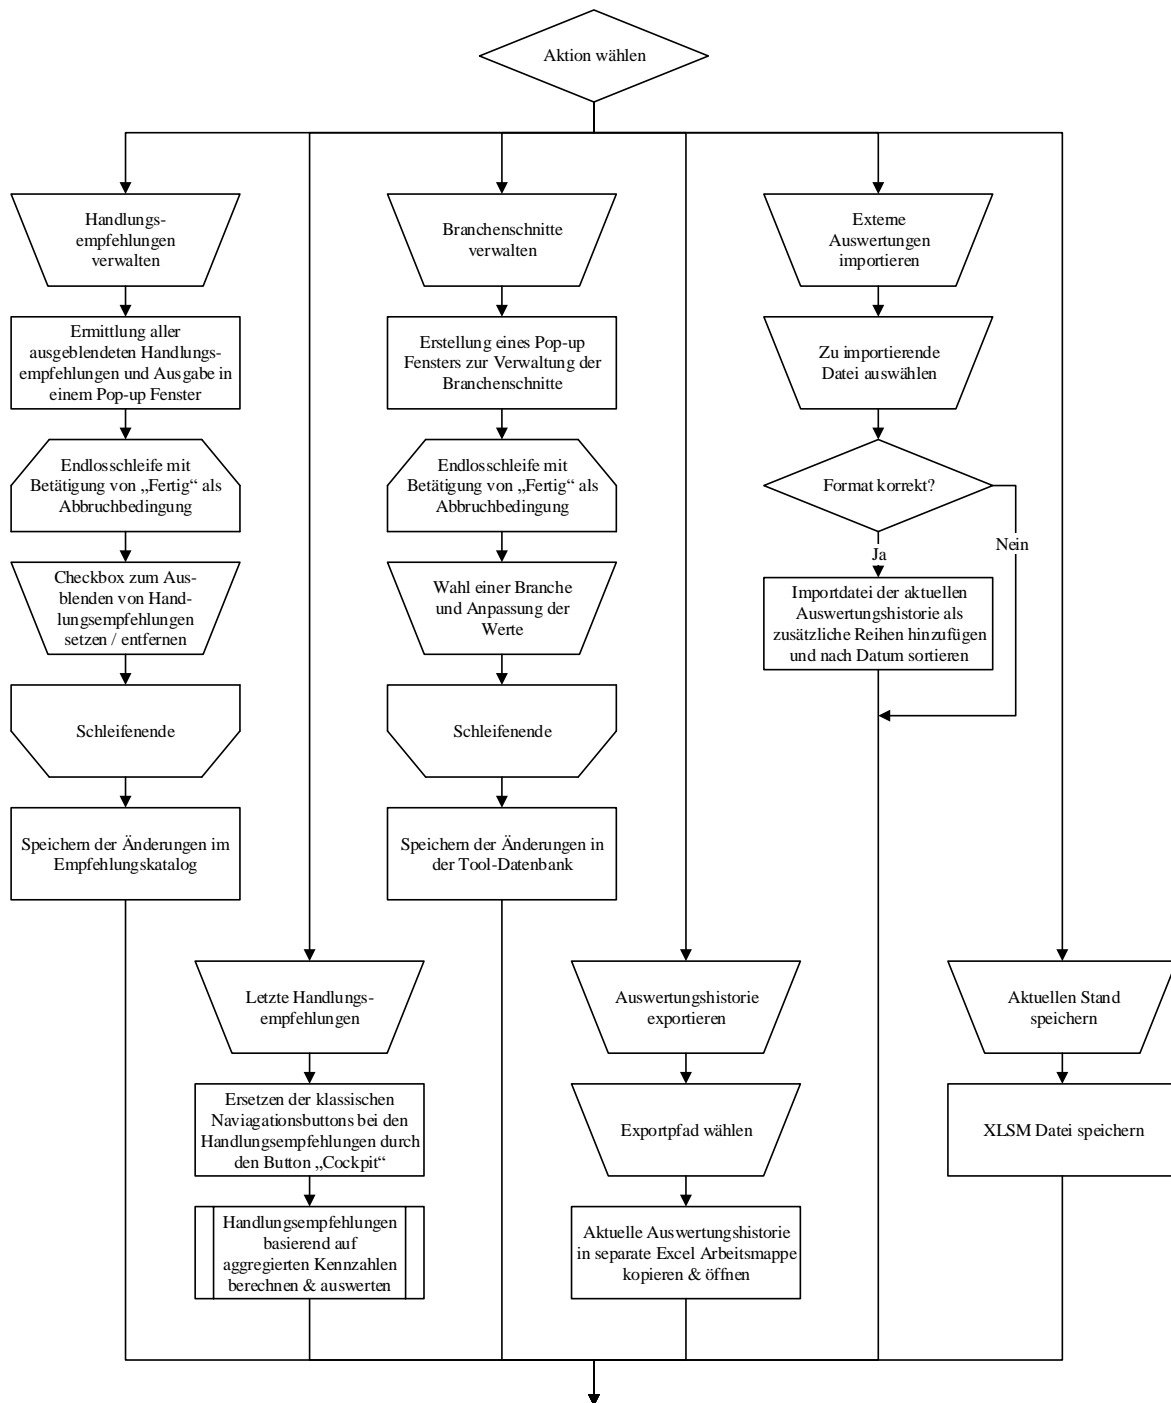 Aktion wählen
Handlungs-
empfehlungen
verwalten
Ermittlung aller
ausgeblendeten Handlungs-
empfehlungen und Ausgabe in
einem Pop-up Fenster
Endlosschleife mit
Betätigung von „Fertig“ als
Abbruchbedingung
Checkbox zum Aus-
blenden von Hand-
lungsempfehlungen
setzen / entfernen
Schleifenende
Speichern der Änderungen im
Empfehlungskatalog
Letzte Handlungs-
empfehlungen
Ersetzen der klassischen
Naviagationsbuttons bei den
Handlungsempfehlungen durch
den Button „Cockpit“
Handlungsempfehlungen
basierend auf
aggregierten Kennzahlen
berechnen & auswerten
Branchenschnitte
verwalten
Erstellung eines Pop-up
Fensters zur Verwaltung der
Branchenschnitte
Endlosschleife mit
Betätigung von „Fertig“ als
Abbruchbedingung
Wahl einer Branche
und Anpassung der
Werte
Schleifenende
Speichern der Änderungen in
der Tool-Datenbank
Auswertungshistorie
exportieren
Exportpfad wählen
Aktuelle Auswertungshistorie
in separate Excel Arbeitsmappe
kopieren & öffnen
Externe
Auswertungen
importieren
Zu importierende
Datei auswählen
Format korrekt?
Ja
Nein
Importdatei der aktuellen
Auswertungshistorie als
zusätzliche Reihen hinzufügen
und nach Datum sortieren
Aktuellen Stand
speichern
XLSM Datei speichern